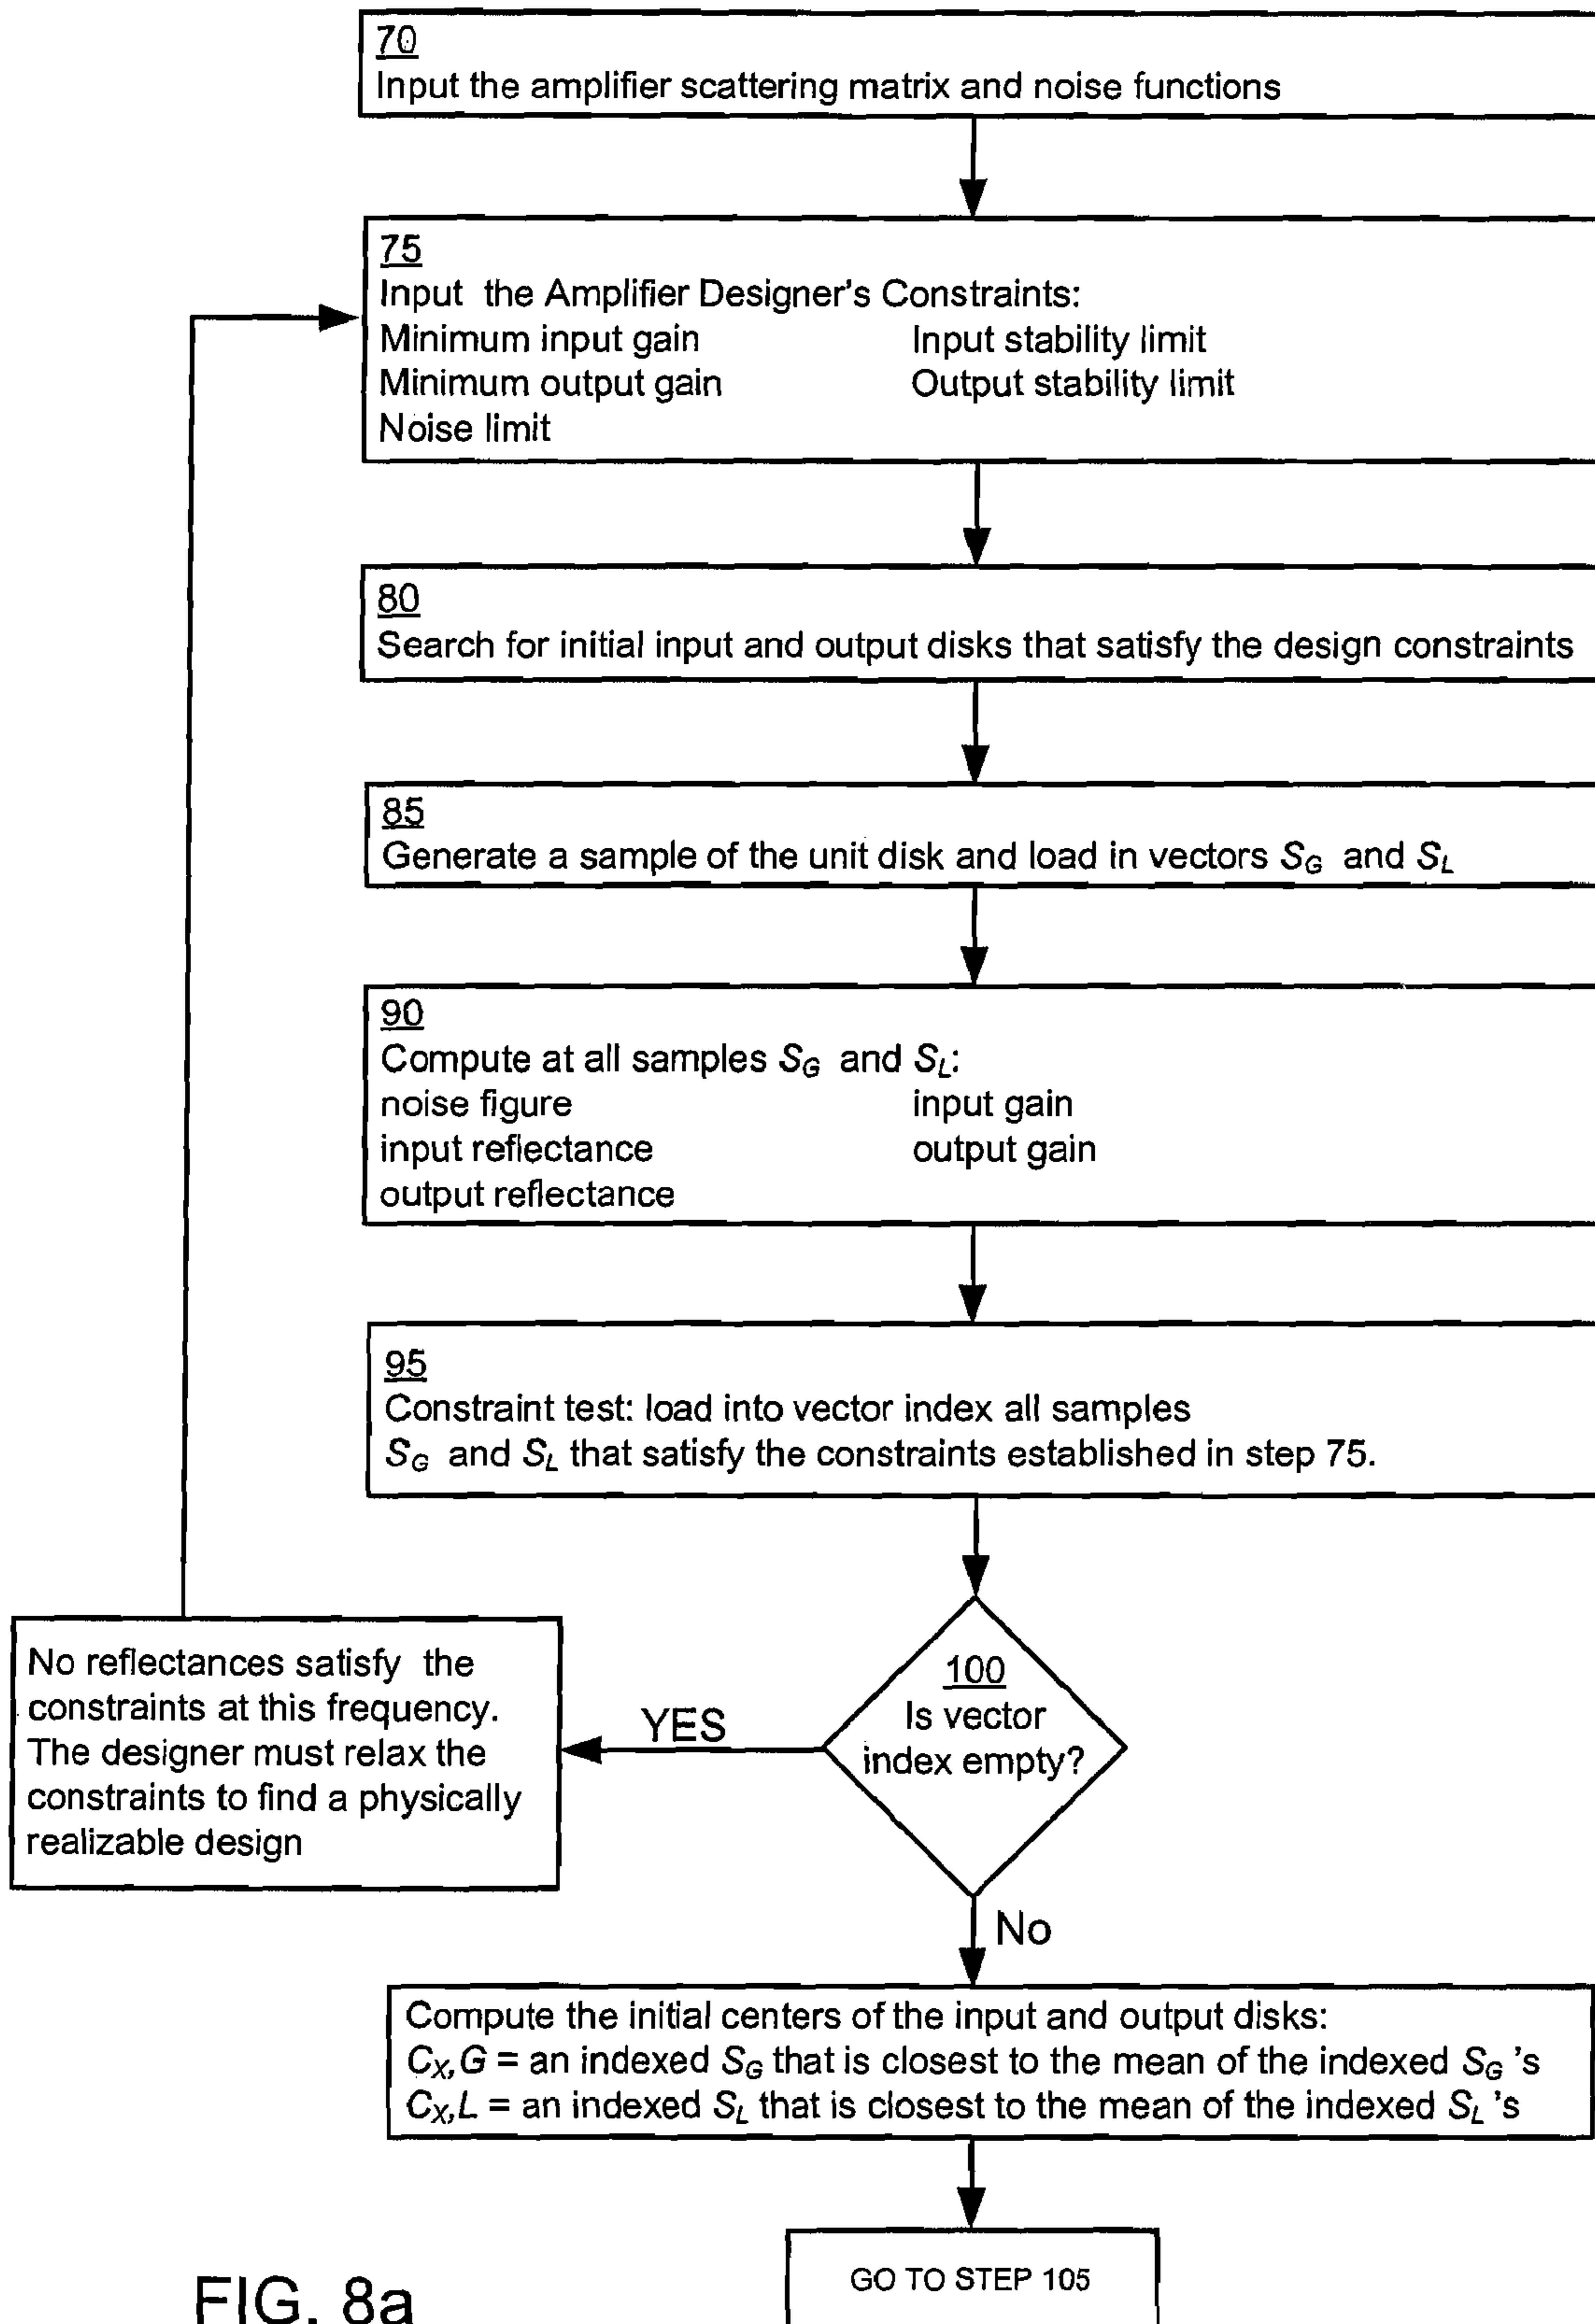 70
Input the amplifier scattering matrix and noise functions
75
Input the Amplifier Designer's Constraints:
Minimum input gain Input stability limit
Minimum output gain Output stability limit
Noise limit
80
Search for initial input and output disks that satisfy the design constraints
85
Generate a sample of the unit disk and load in vectors S_G and S_L
90
Compute at all samples S_G and S_L:
noise figure input gain
input reflectance output gain
output reflectance
95
Constraint test: load into vector index all samples
S_G and S_L that satisfy the constraints established in step 75.
100
Is vector
index empty?
YES
No reflectances satisfy the
constraints at this frequency.
The designer must relax the
constraints to find a physically
realizable design
No
Compute the initial centers of the input and output disks:
C_X,G = an indexed S_G that is closest to the mean of the indexed S_G 's
C_X,L = an indexed S_L that is closest to the mean of the indexed S_L 's
GO TO STEP 105
FIG. 8a